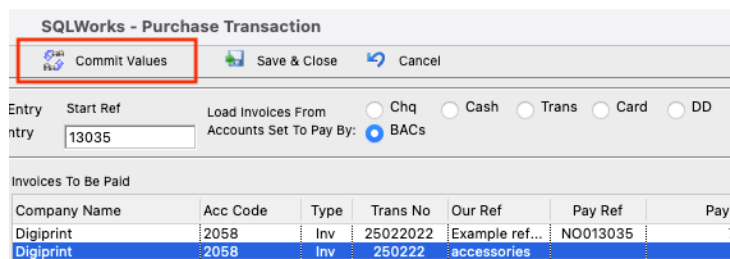 SQLWorks - Purchase Transaction
Commit Values Save & Close Cancel
Entry Start Ref Load Invoices From Chq Cash Trans Card DD
ntry 13035 Accounts Set To Pay By: BACs
Invoices To Be Paid
Company Name Acc Code Type Trans No Our Ref Pay Ref Pay
Digiprint 2058 Inv 25022022 Example ref... NO013035
Digiprint 2058 Inv 250222 accessories